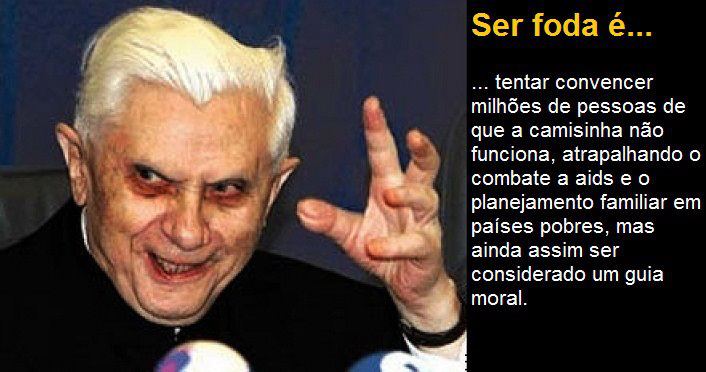 Ser foda é...
... tentar convencer
milhões de pessoas de
que a camisinha não
funciona, atrapalhando o
combate a aids e o
planejamento familiar em
países pobres, mas
ainda assim ser
considerado um guia
moral.